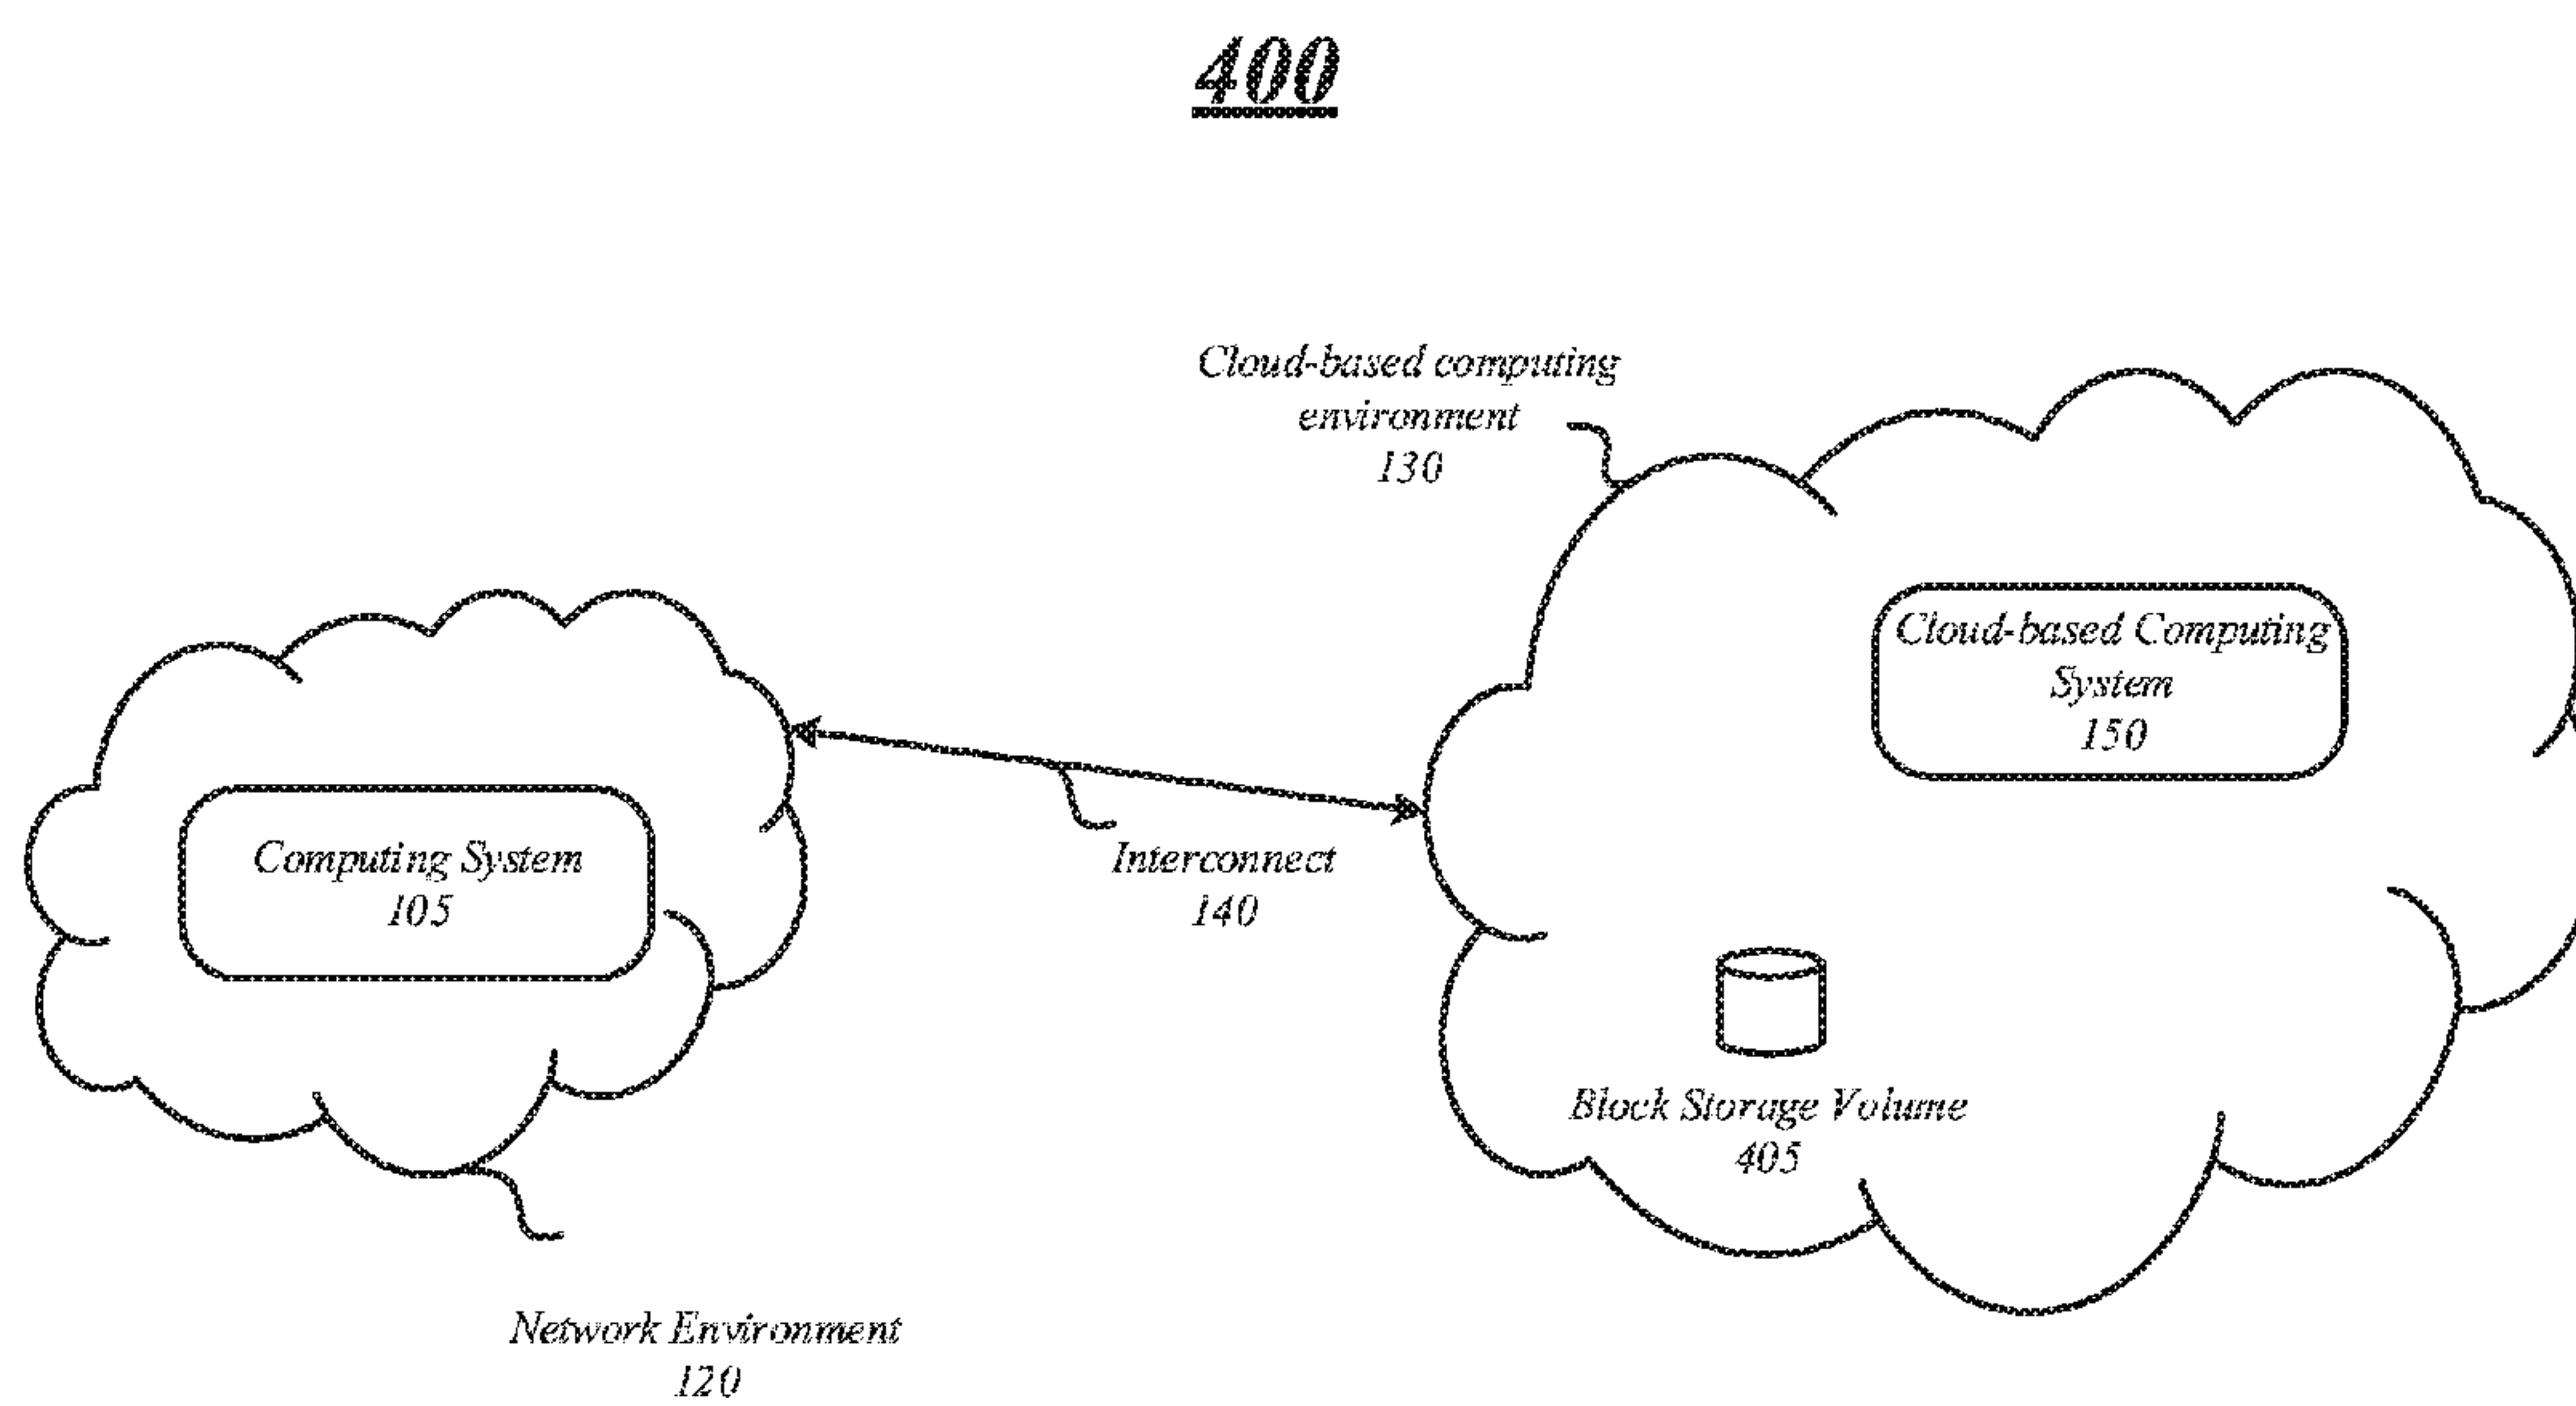 400
Cloud-based computing
environment
130
Cloud-based Computing
System
150
Computing System
105
Interconnect
140
Block Storage Volume
405
Network Environment
120